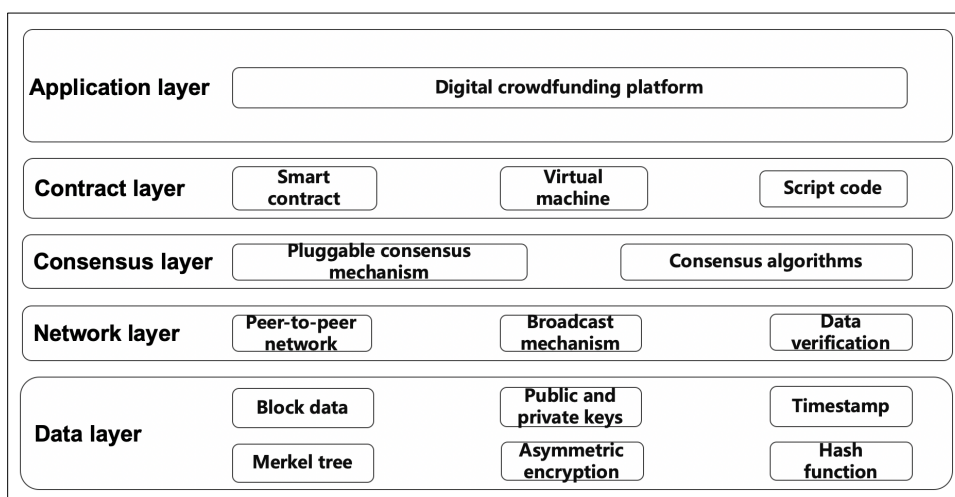 Application layer
Digital crowdfunding platform
Contract layer
Smart
contract
Virtual
machine
Script code
Consensus layer
Pluggable consensus
mechanism
Consensus algorithms
Network layer
Peer-to-peer
network
Broadcast
mechanism
Data
verification
Data layer
Block data
Public and
private keys
Timestamp
Merkel tree
Asymmetric
encryption
Hash
function